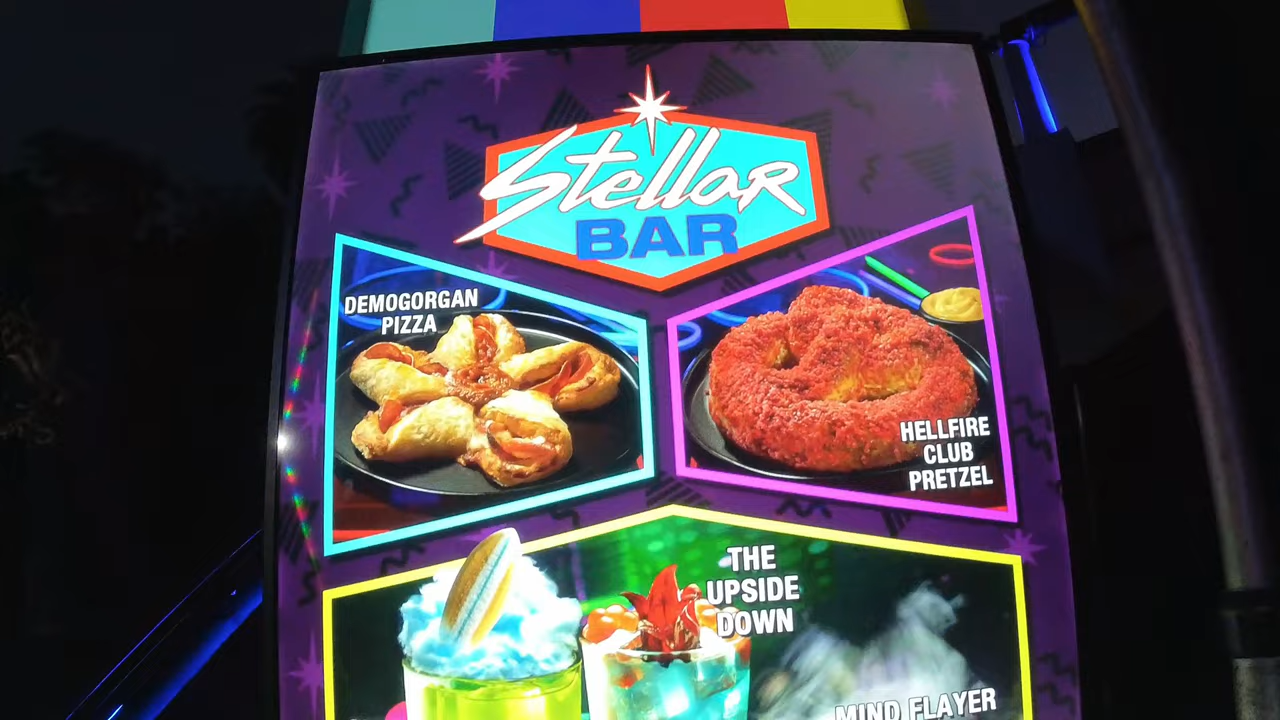 Stellar
BAR
DEMOGORGAN
PIZZA
HELLFIRE
CLUB
PRETZEL
THE
UPSIDE
DOWN
MIND FLAYER